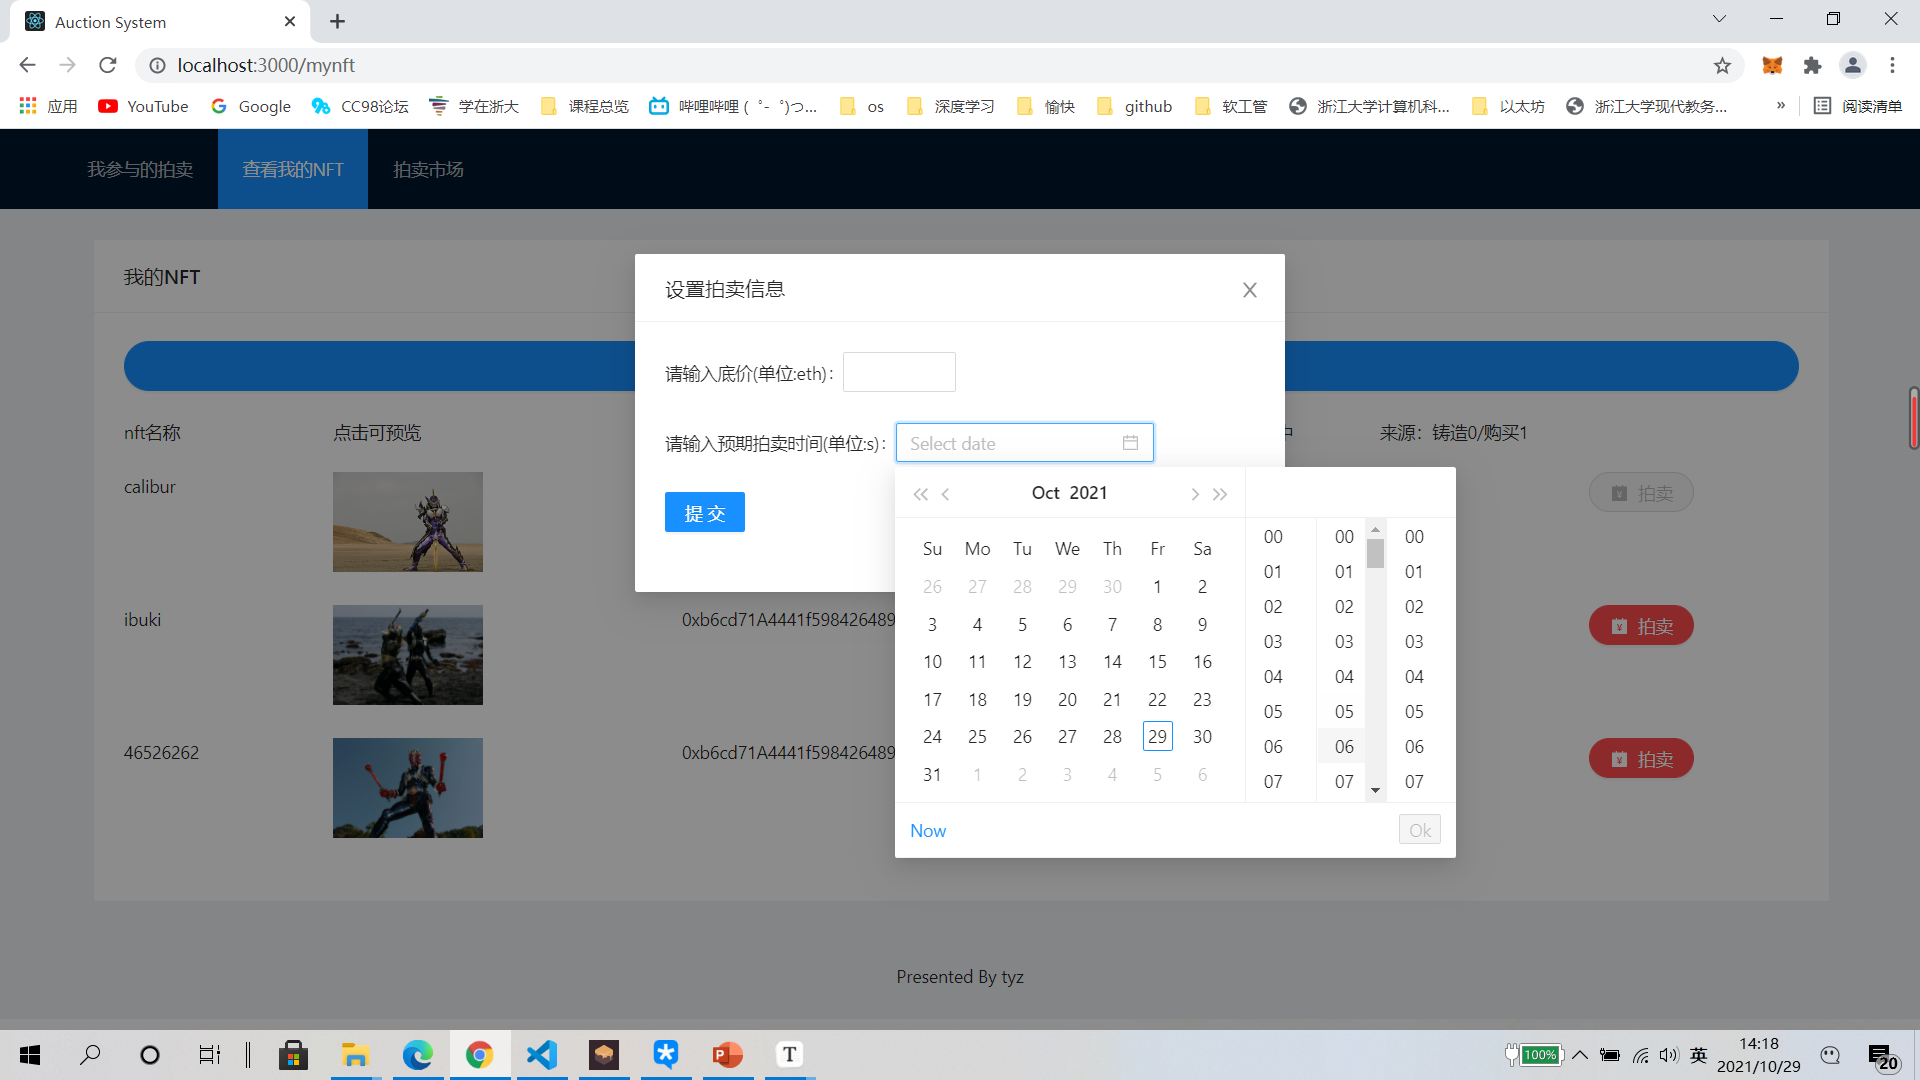 Auction System
localhost:3000/mynft
应用 YouTube Google CC98论坛 学在浙大 课程总览 哔哩哔哩 (゜-゜)つ... os 深度学习 愉快 github 软工管 浙江大学计算机科... 以太坊 浙江大学现代教务... » 阅读清单
我参与的拍卖 查看我的NFT 拍卖市场
我的NFT
设置拍卖信息
请输入底价(单位:eth)：
nft名称 点击可预览 中 来源：铸造0/购买1
请输入预期拍卖时间(单位:s)： Select date
calibur 拍卖
提 交
Oct 2021
Su Mo Tu We Th Fr Sa
26 27 28 29 30 1 2
3 4 5 6 7 8 9
10 11 12 13 14 15 16
17 18 19 20 21 22 23
24 25 26 27 28 29 30
31 1 2 3 4 5 6
00 00 00
01 01 01
02 02 02
03 03 03
04 04 04
05 05 05
06 06 06
07 07 07
Now Ok
ibuki 0xb6cd71A4441f598426489 拍卖
46526262 0xb6cd71A4441f598426489 拍卖
Presented By tyz
100% 英 14:18
2021/10/29
20